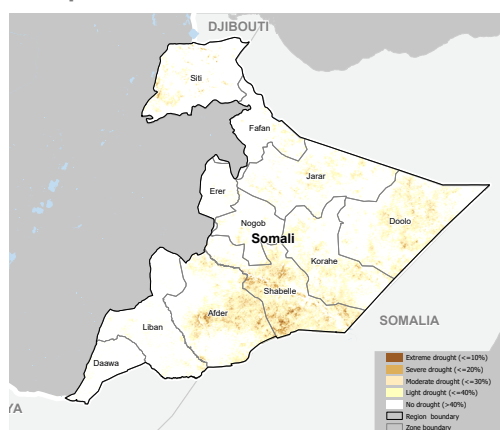 DJIBOUTI
Siti
Fafan
Jarar
Erer
Doolo
Nogob
Somali
Korahe
Shabelle
Afder
SOMALIA
Liban
Daawa
YA
Extreme drought (<=10%)
Severe drought (<=20%)
Moderate drought (<=30%)
Light drought (<=40%)
No drought (>40%)
Region boundary
Zone boundary